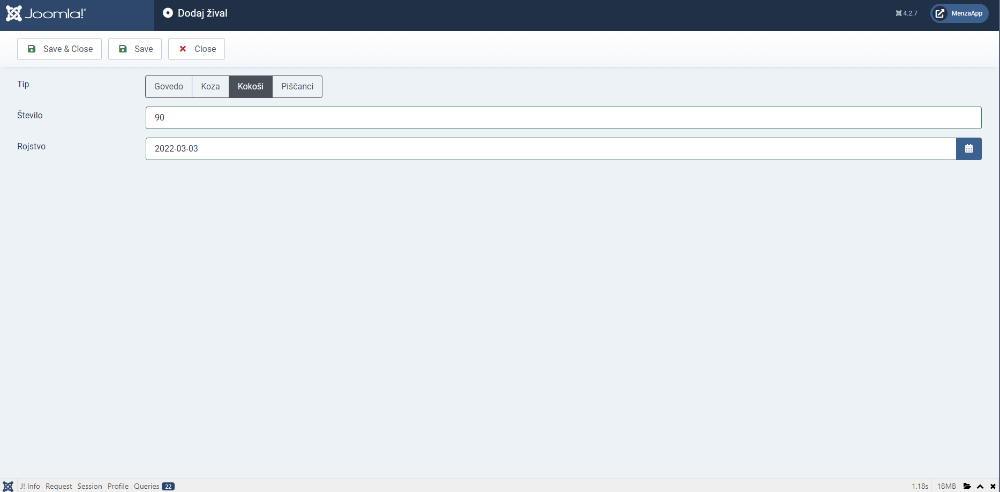 Joomla!® Dodaj žival 4.2.7 MenzaApp
Save & Close Save Close
Tip Govedo Koza Kokoši Piščanci
Število 90
Rojstvo 2022-03-03
J! Info Request Session Profile Queries 22 1.18s 18MB